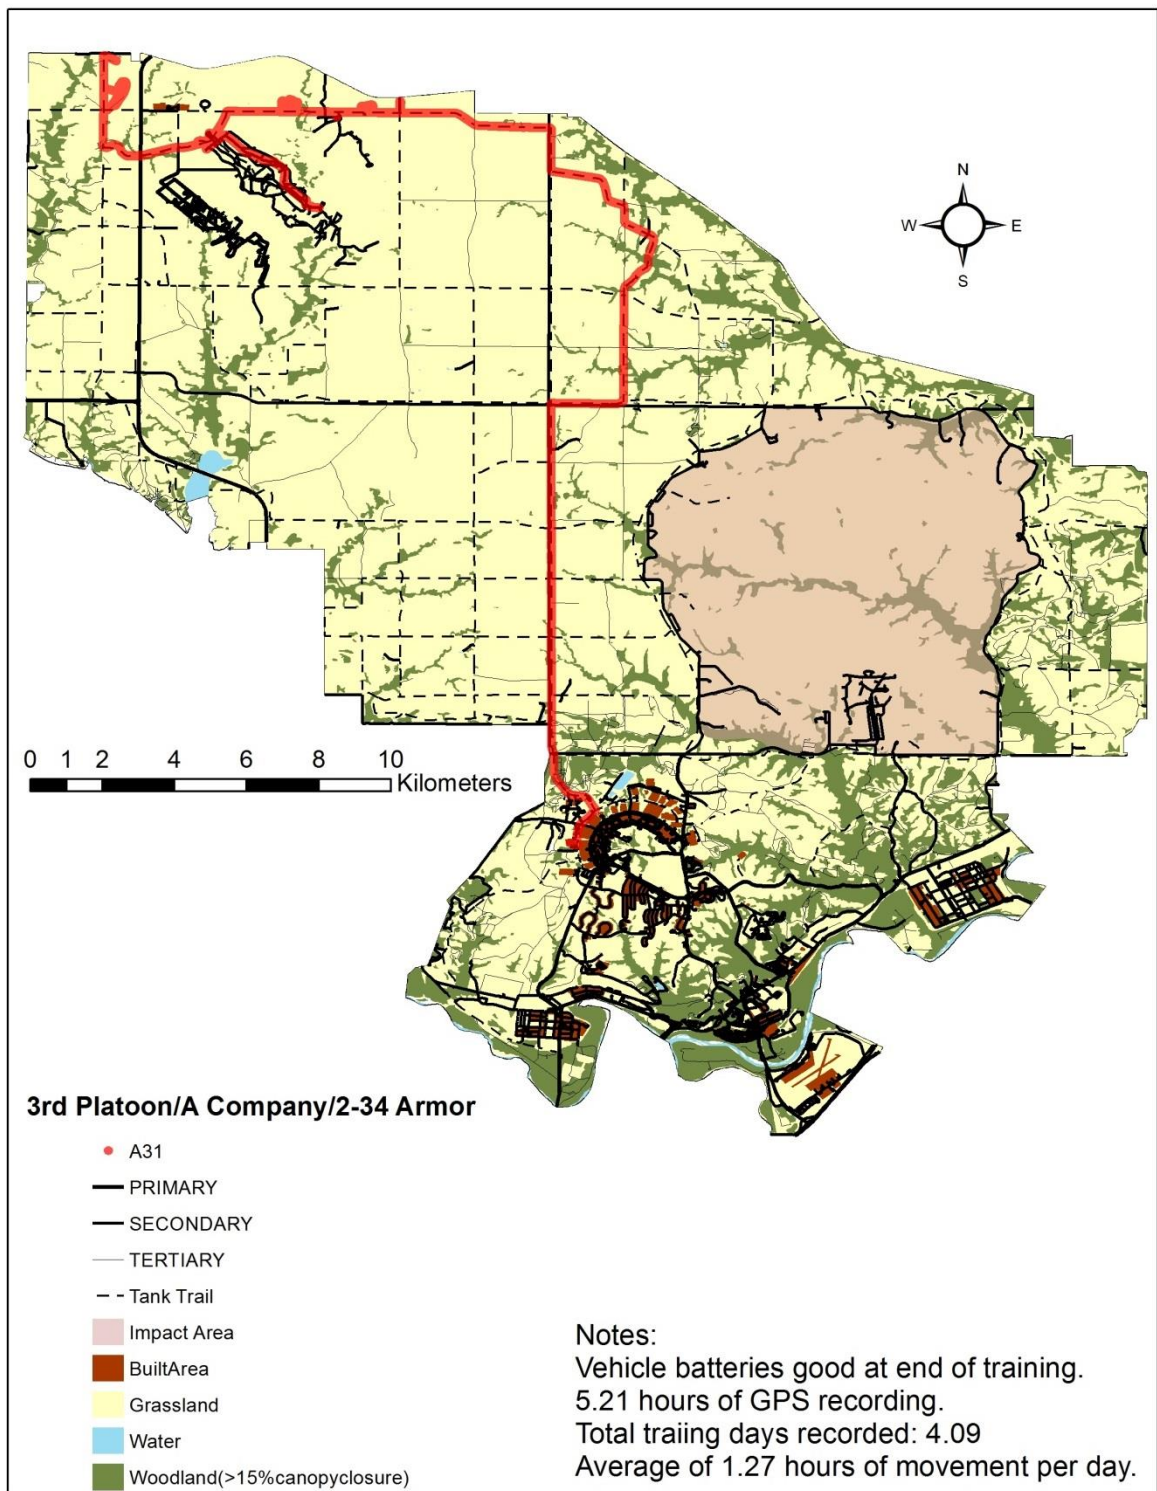 N
W E
S
0 1 2 4 6 8 10
Kilometers
3rd Platoon/A Company/2-34 Armor
A31
PRIMARY
SECONDARY
TERTIARY
Tank Trail
Impact Area
BuiltArea
Grassland
Water
Woodland(>15%canopyclosure)
Notes:
Vehicle batteries good at end of training.
5.21 hours of GPS recording.
Total traiing days recorded: 4.09
Average of 1.27 hours of movement per day.